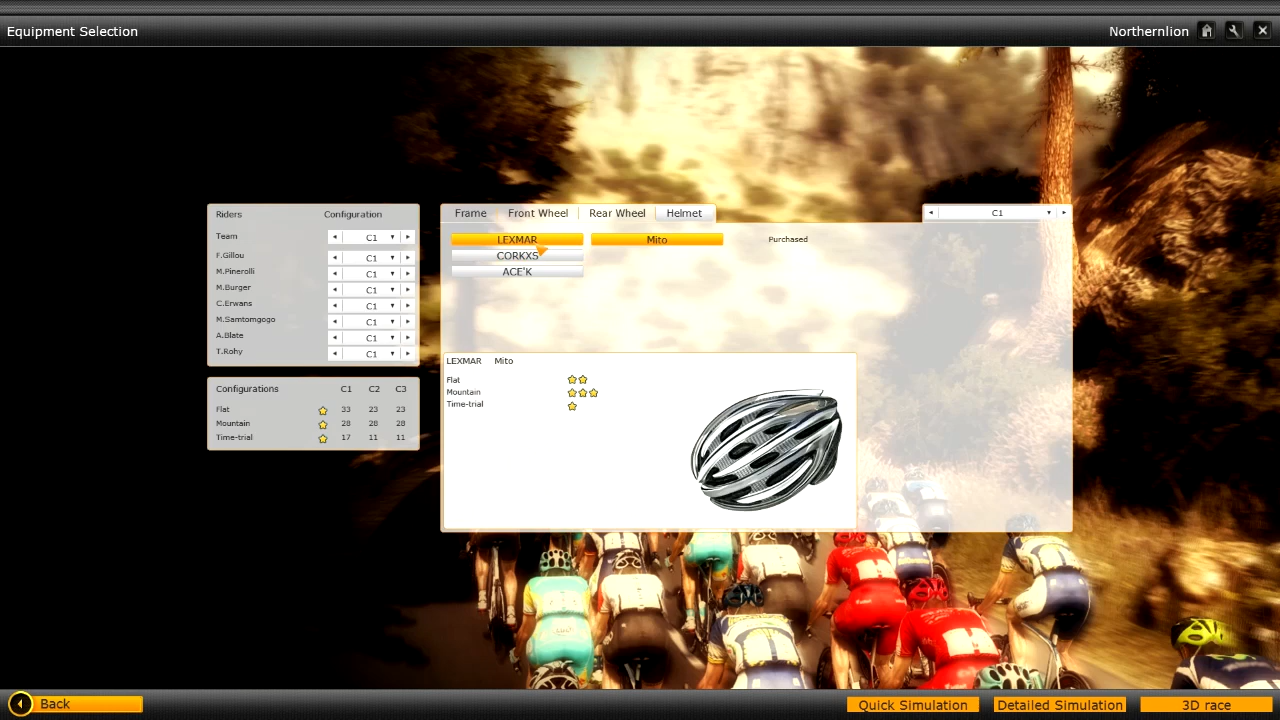 Equipment Selection
Northernlion
Riders Configuration
Team C1
F.Gillou C1
M.Pinerolli C1
M.Burger C1
C.Erwans C1
M.Samtomgogo C1
A.Blate C1
T.Rohy C1
Configurations C1 C2 C3
Flat 33 23 23
Mountain 28 28 28
Time-trial 17 11 11
Frame Front Wheel Rear Wheel Helmet
C1
LEXMAR Mito Purchased
CORKXS
ACE'K
LEXMAR Mito
Flat
Mountain
Time-trial
Back
Quick Simulation Detailed Simulation 3D race